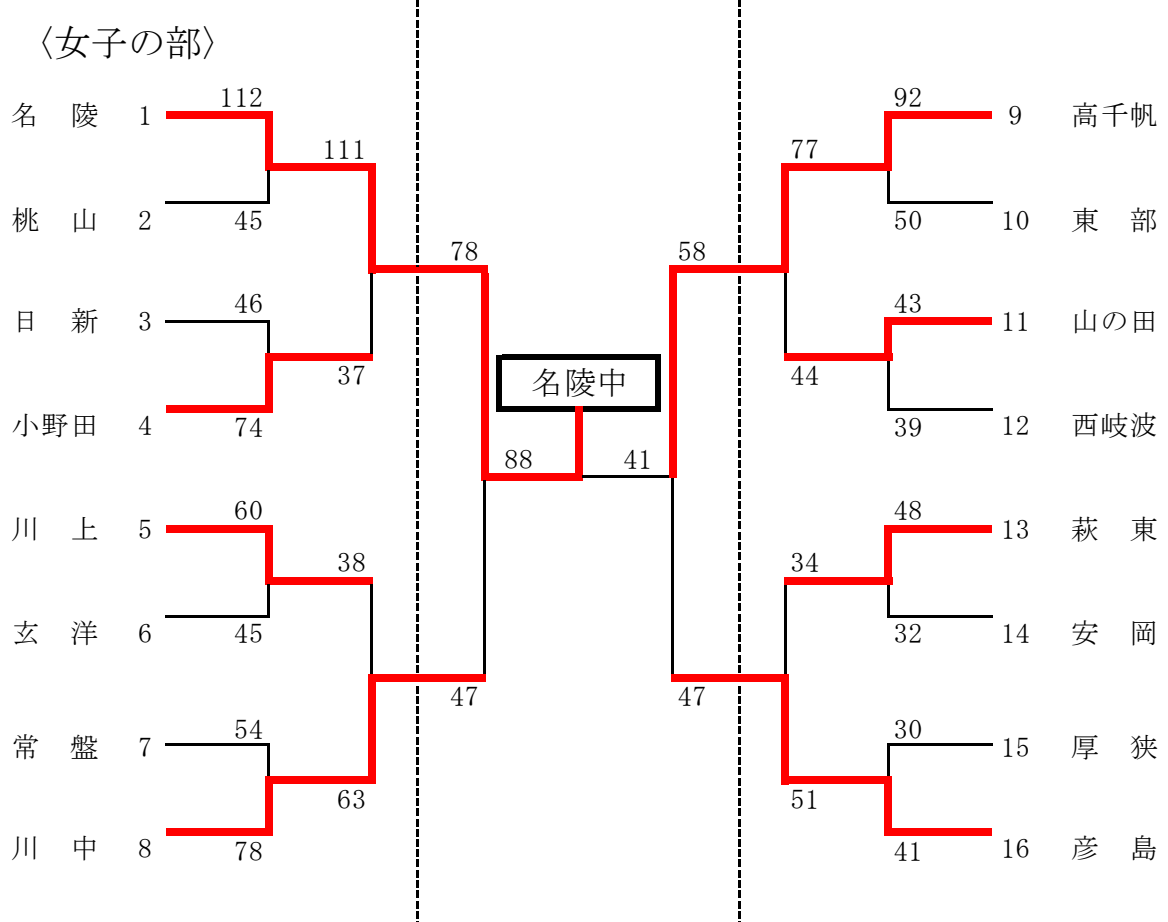 〈女子の部〉
112 92
名 陵 1 9 高千帆
111 77
桃 山 2 45 50 10 東 部
78 58
46 43
日 新 3 11 山の田
37 名陵中 44
小野田 4 74 39 12 西岐波
88 41
60 48
川 上 5 13 萩 東
38 34
玄 洋 6 45 32 14 安 岡
47 47
54 30
常 盤 7 15 厚 狭
63 51
川 中 8 78 41 16 彦 島